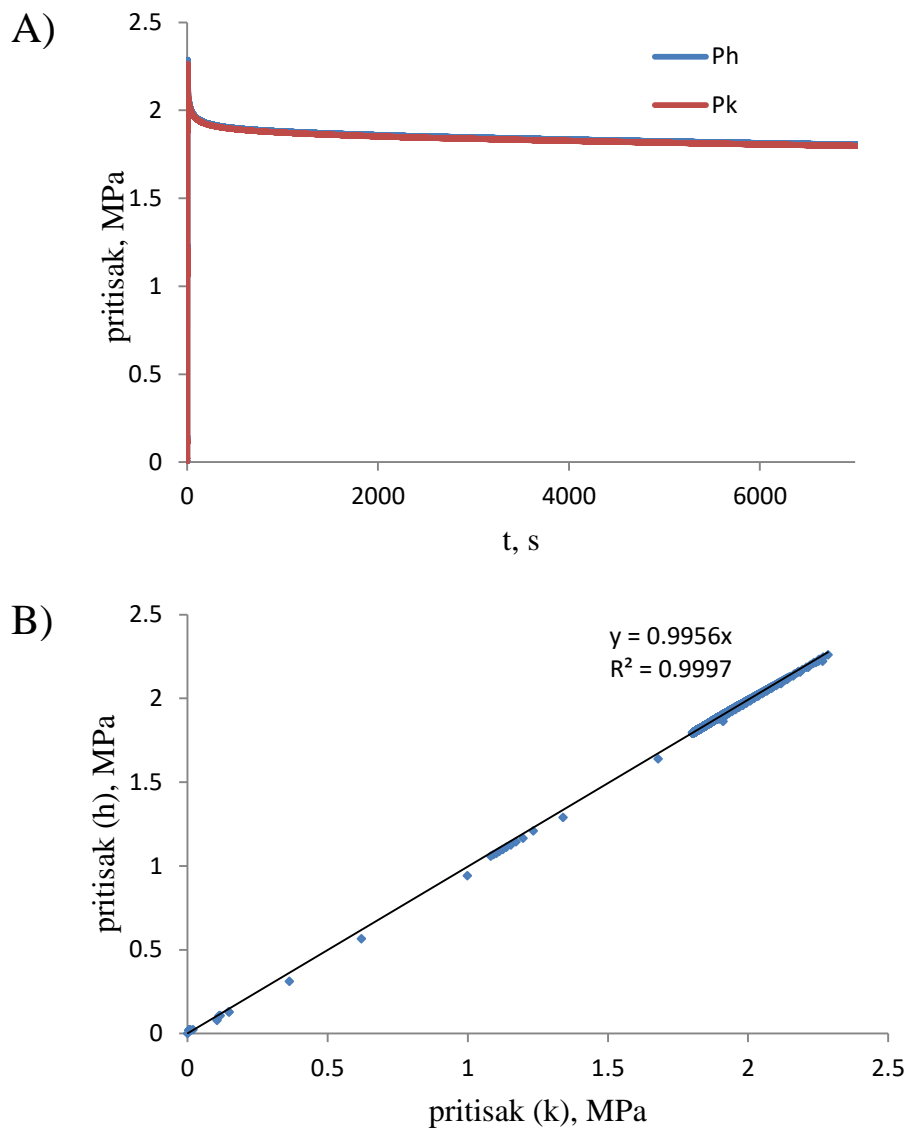 A)
pritisak, MPa
2.5
2
1.5
1
0.5
0
Ph
Pk
0 2000 4000 6000
t, s
B)
pritisak (h), MPa
2.5
2
1.5
1
0.5
0
y = 0.9956x
R² = 0.9997
0 0.5 1 1.5 2 2.5
pritisak (k), MPa